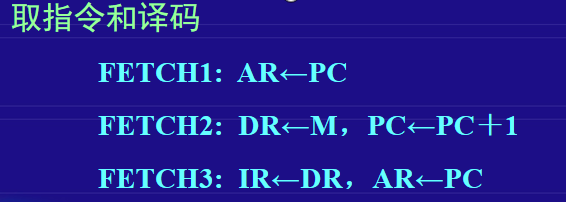 取指令和译码
FETCH1: AR←PC
FETCH2: DR←M，PC←PC＋1
FETCH3: IR←DR，AR←PC